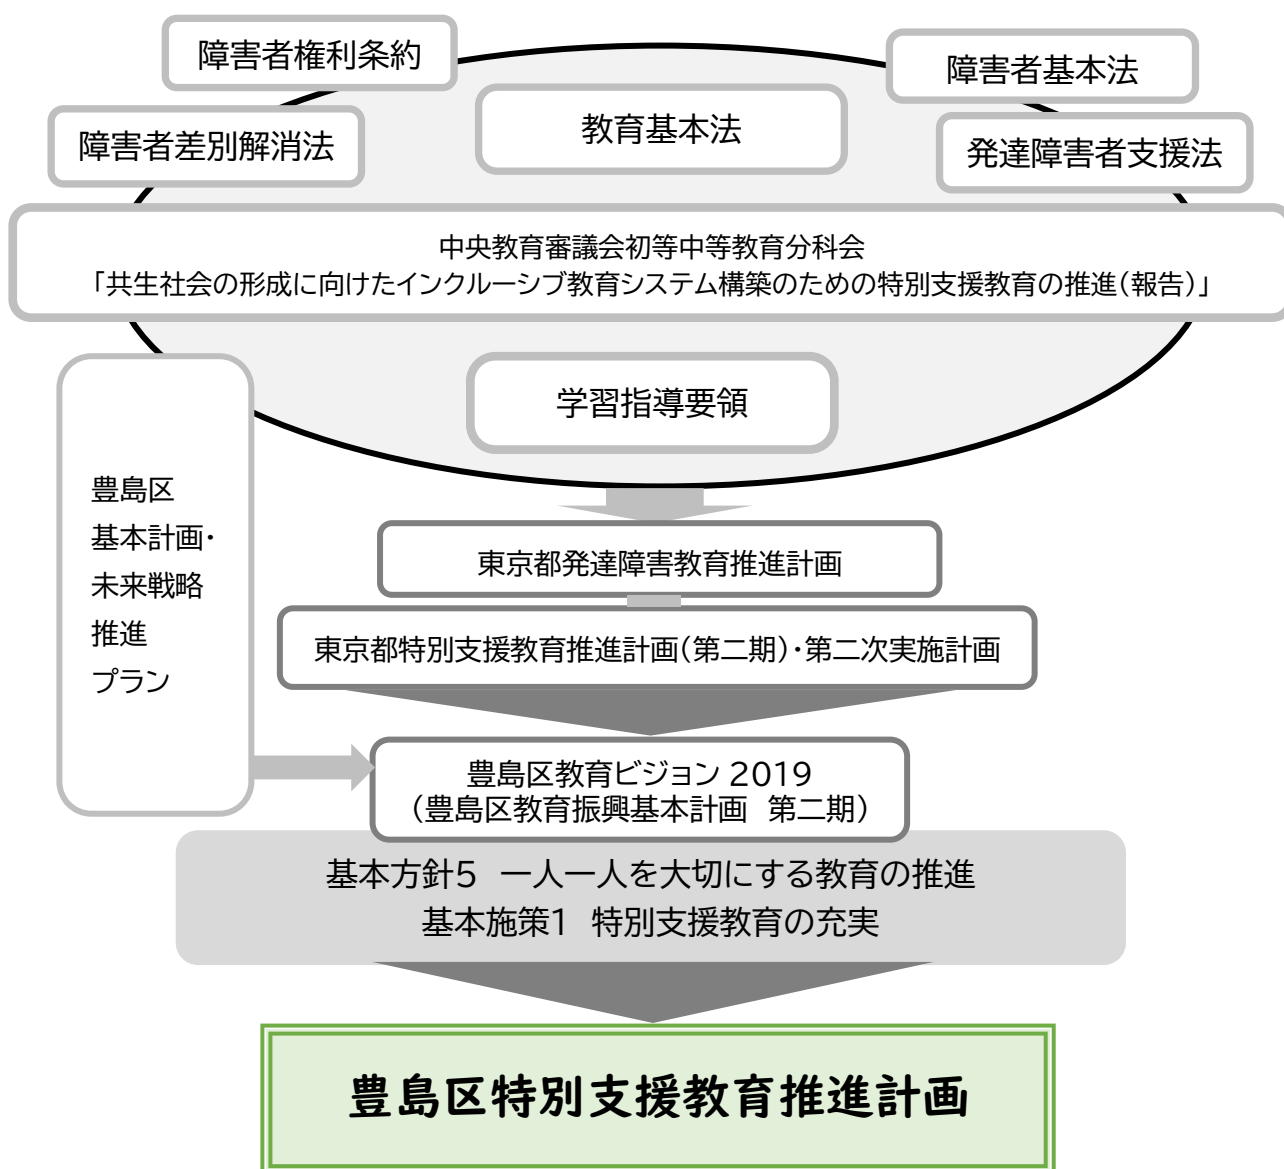 障害者権利条約
障害者基本法
教育基本法
障害者差別解消法
発達障害者支援法
中央教育審議会初等中等教育分科会
「共生社会の形成に向けたインクルーシブ教育システム構築のための特別支援教育の推進(報告)」
学習指導要領
豊島区
基本計画・
未来戦略
推進
プラン
東京都発達障害教育推進計画
東京都特別支援教育推進計画(第二期)・第二次実施計画
豊島区教育ビジョン 2019
(豊島区教育振興基本計画　第二期)
基本方針5　一人一人を大切にする教育の推進
基本施策1　特別支援教育の充実
豊島区特別支援教育推進計画